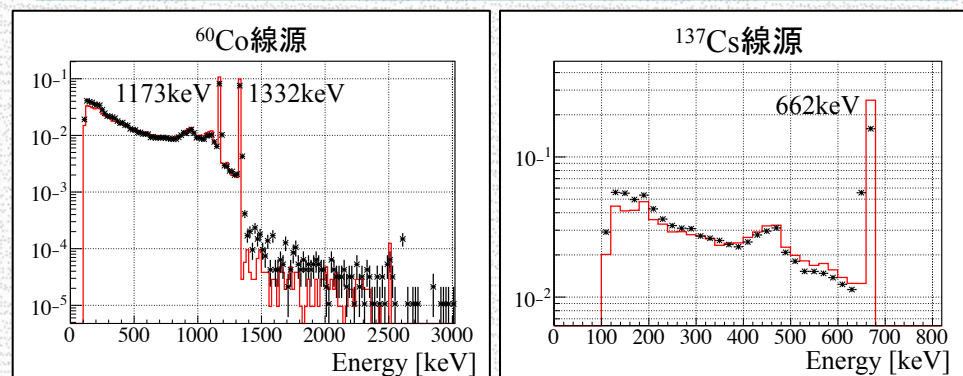 ⁶⁰Co線源
10⁻¹
10⁻²
10⁻³
10⁻⁴
10⁻⁵
1173keV
1332keV
0 500 1000 1500 2000 2500 3000
Energy [keV]
¹³⁷Cs線源
662keV
10⁻¹
10⁻²
0 100 200 300 400 500 600 700 800
Energy [keV]